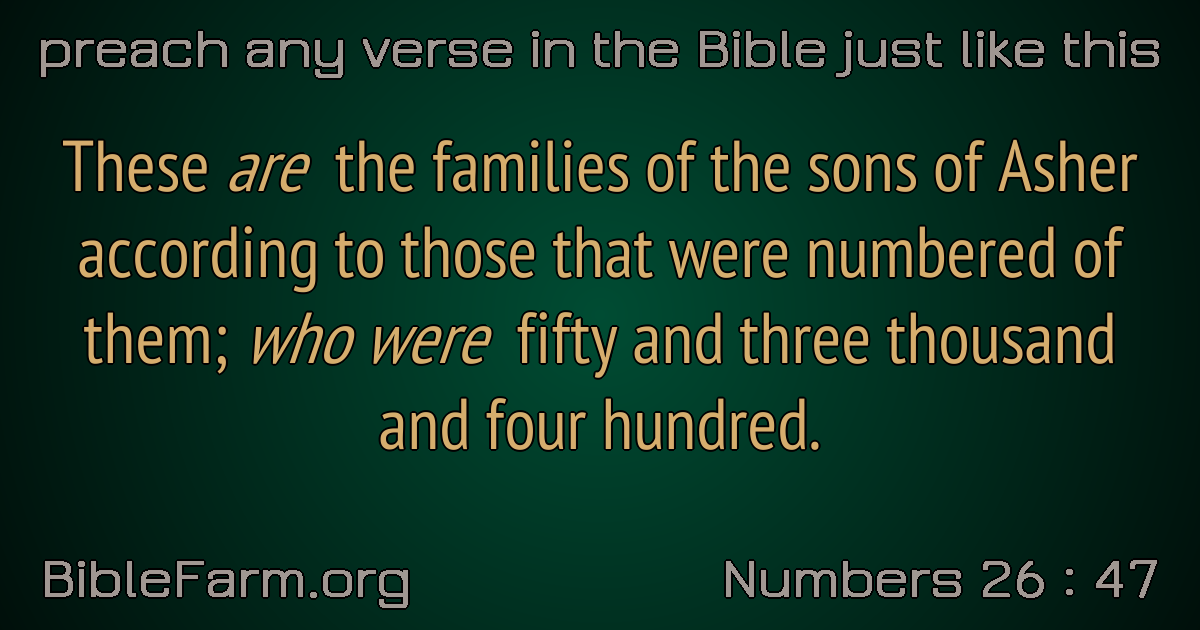 preach any verse in the Bible just like this
These are the families of the sons of Asher
according to those that were numbered of
them; who were fifty and three thousand
and four hundred.
BibleFarm.org
Numbers 26 : 47